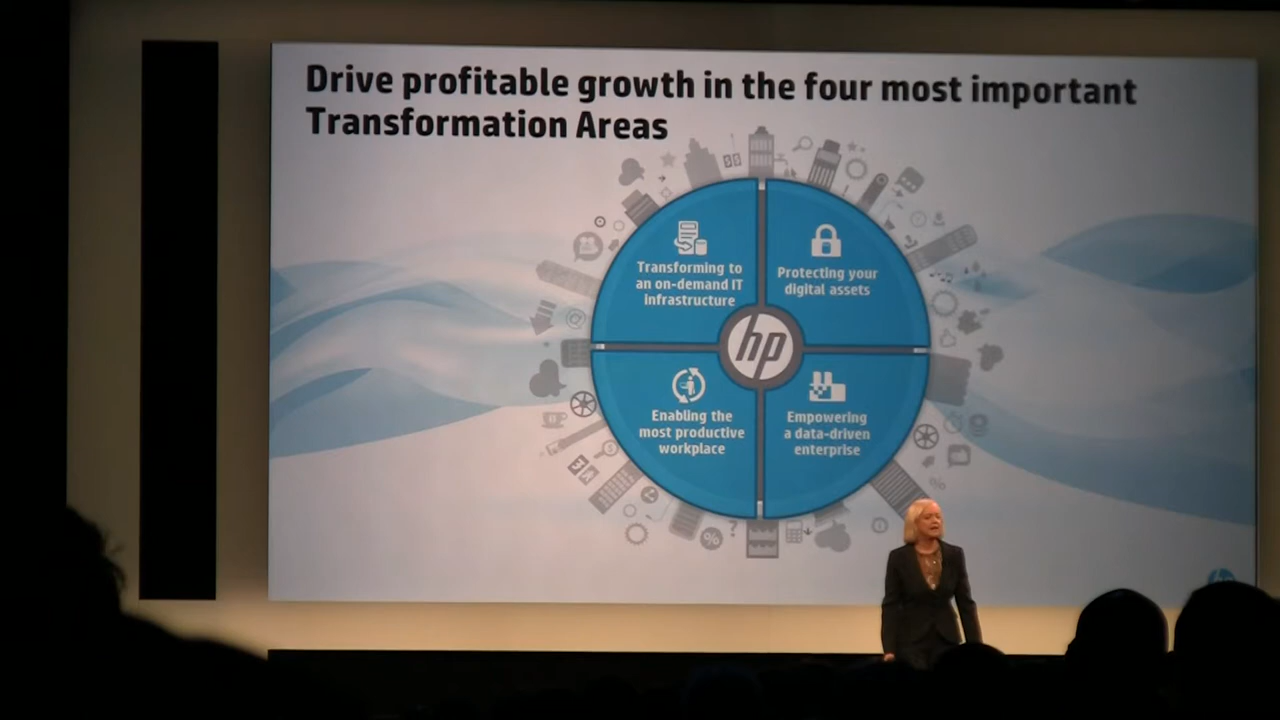 Drive profitable growth in the four most important
Transformation Areas
Transforming to
an on-demand IT
infrastructure
Protecting your
digital assets
hp
Enabling the
most productive
workplace
Empowering
a data-driven
enterprise
%
?
%
hp